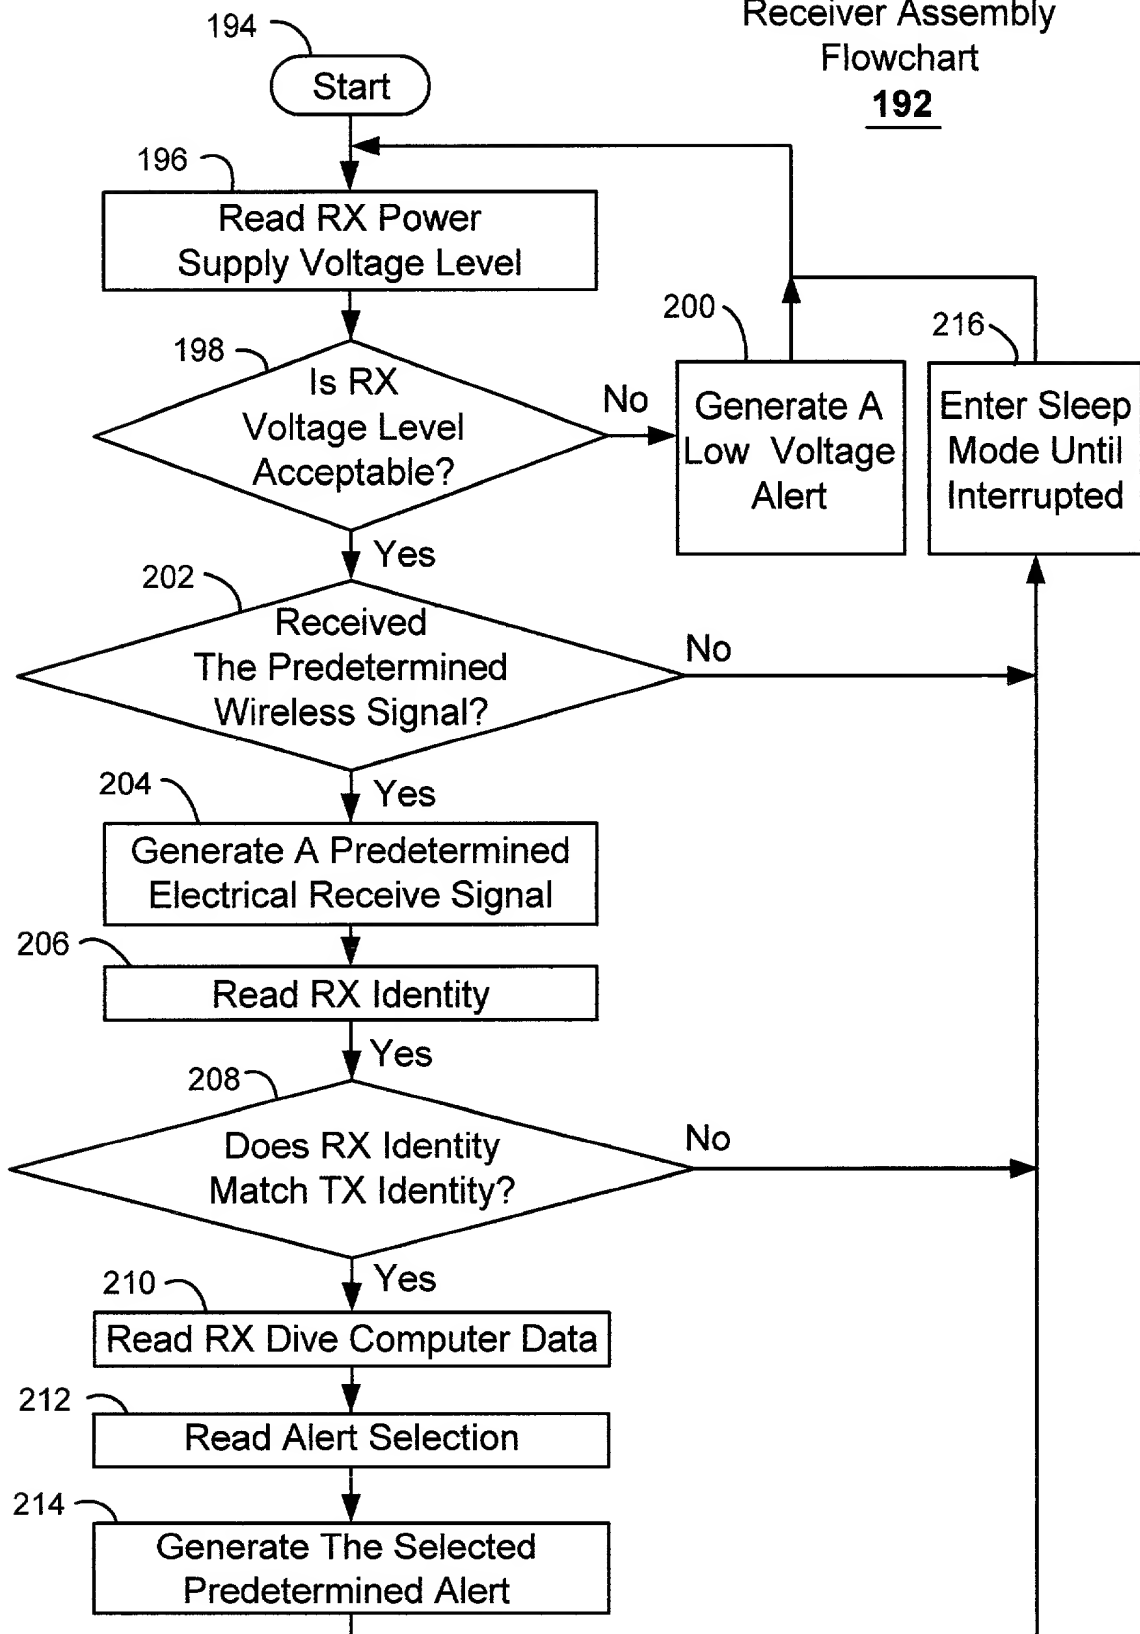 Receiver Assembly
Flowchart
192
194
Start
196
Read RX Power
Supply Voltage Level
198
Is RX
Voltage Level
Acceptable?
No
200
Generate A
Low Voltage
Alert
216
Enter Sleep
Mode Until
Interrupted
Yes
202
Received
The Predetermined
Wireless Signal?
No
Yes
204
Generate A Predetermined
Electrical Receive Signal
206
Read RX Identity
Yes
208
Does RX Identity
Match TX Identity?
No
Yes
210
Read RX Dive Computer Data
212
Read Alert Selection
214
Generate The Selected
Predetermined Alert